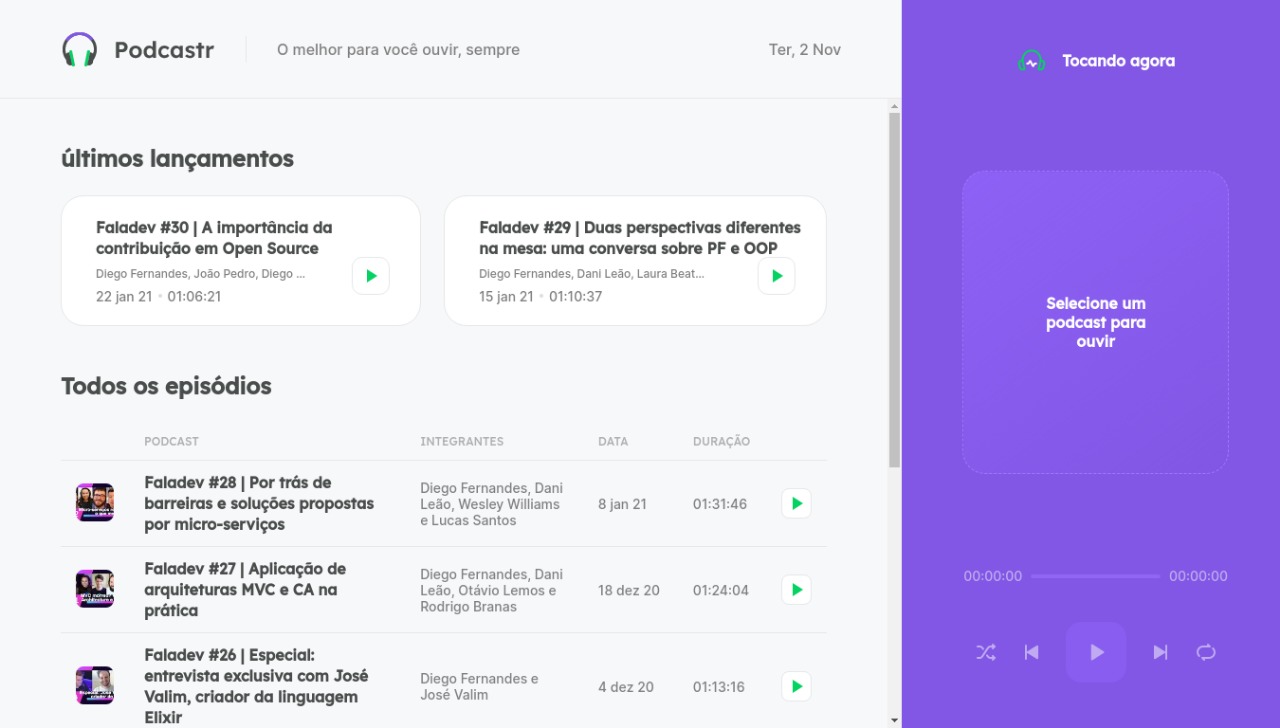 Podcastr
O melhor para você ouvir, sempre
Ter, 2 Nov
últimos lançamentos
Faladev #30 | A importância da
contribuição em Open Source
Diego Fernandes, João Pedro, Diego ...
22 jan 21 • 01:06:21
Faladev #29 | Duas perspectivas diferentes
na mesa: uma conversa sobre PF e OOP
Diego Fernandes, Dani Leão, Laura Beat...
15 jan 21 • 01:10:37
Todos os episódios
PODCAST INTEGRANTES DATA DURAÇÃO
Faladev #28 | Por trás de
barreiras e soluções propostas
por micro-serviços
Diego Fernandes, Dani
Leão, Wesley Williams
e Lucas Santos
8 jan 21
01:31:46
Faladev #27 | Aplicação de
arquiteturas MVC e CA na
prática
Diego Fernandes, Dani
Leão, Otávio Lemos e
Rodrigo Branas
18 dez 20
01:24:04
Faladev #26 | Especial:
entrevista exclusiva com José
Valim, criador da linguagem
Elixir
Diego Fernandes e
José Valim
4 dez 20
01:13:16
Tocando agora
Selecione um
podcast para
ouvir
00:00:00
00:00:00